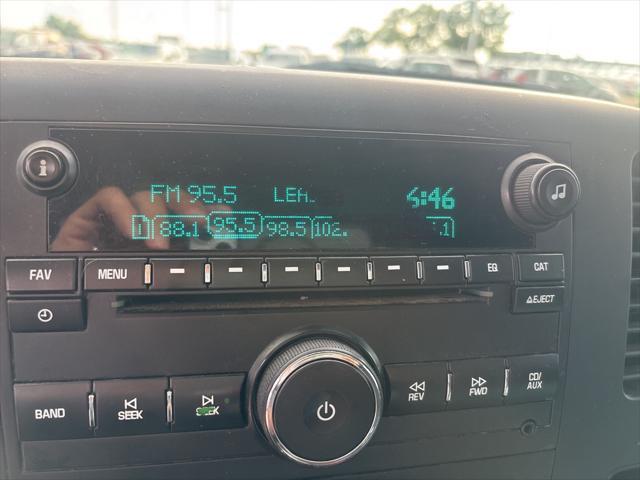 i
FM 95.5 LEA 6:46
1 88.1 95.5 98.5 102. .1
FAV MENU EQ CAT
EJECT
BAND SEEK SEEK REV FWD CD/
AUX